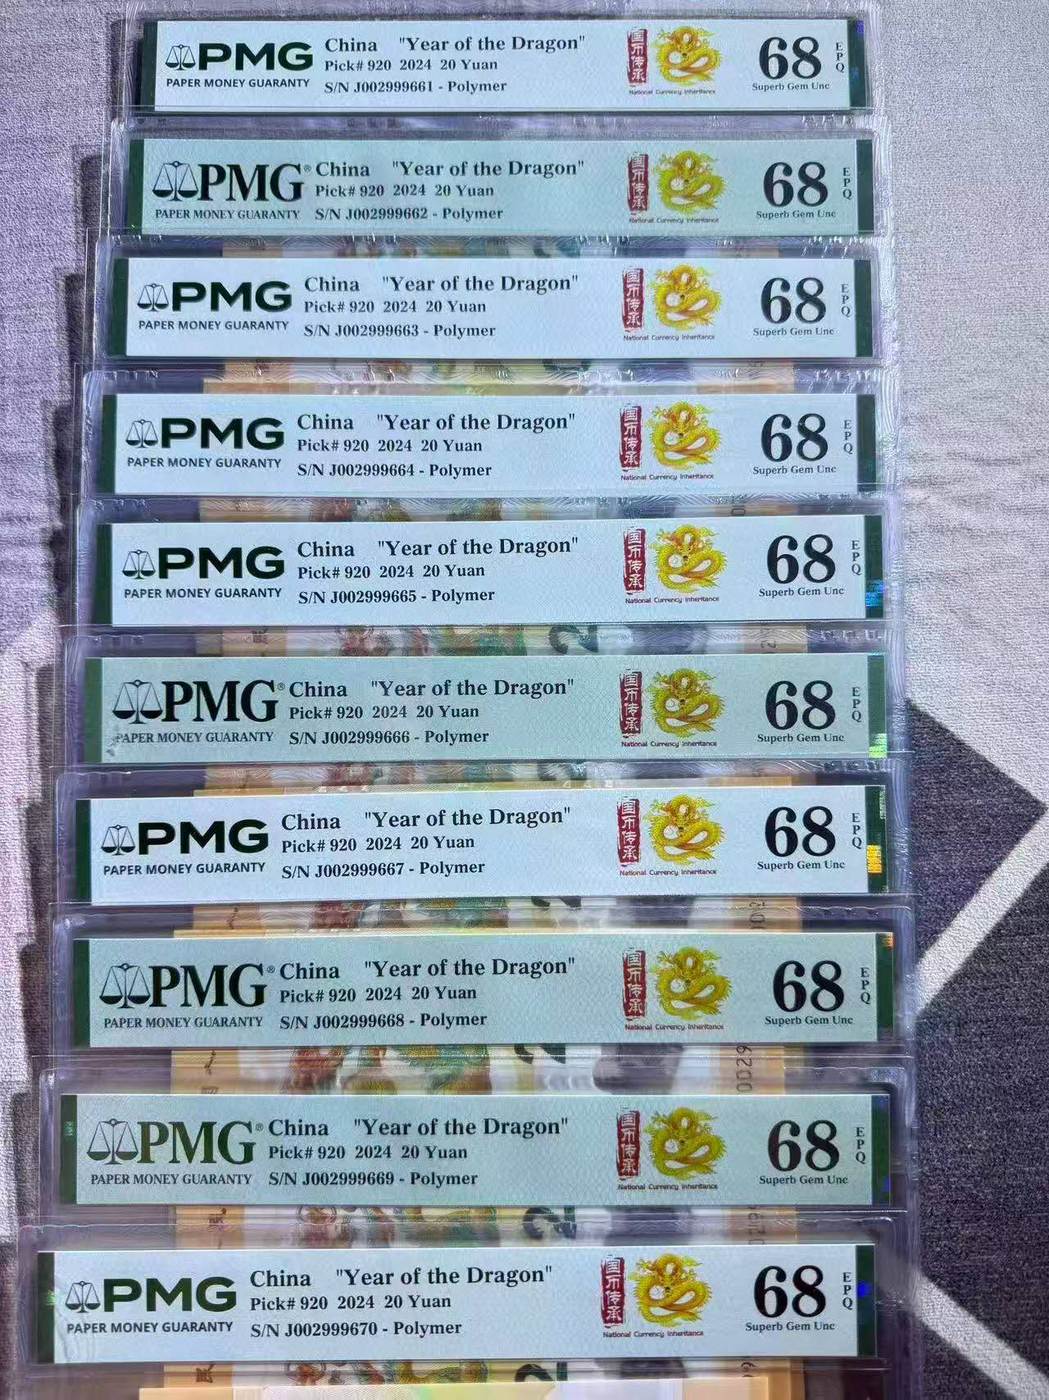 PMG
PAPER MONEY GUARANTY
China "Year of the Dragon"
Pick# 920 2024 20 Yuan
S/N J002999661 - Polymer
国币传承
National Currency Inheritance
68 EPQ
Superb Gem Unc
PMG®
PAPER MONEY GUARANTY
China "Year of the Dragon"
Pick# 920 2024 20 Yuan
S/N J002999662 - Polymer
国币传承
National Currency Inheritance
68 EPQ
Superb Gem Unc
PMG
PAPER MONEY GUARANTY
China "Year of the Dragon"
Pick# 920 2024 20 Yuan
S/N J002999663 - Polymer
国币传承
National Currency Inheritance
68 EPQ
Superb Gem Unc
PMG
PAPER MONEY GUARANTY
China "Year of the Dragon"
Pick# 920 2024 20 Yuan
S/N J002999664 - Polymer
国币传承
National Currency Inheritance
68 EPQ
Superb Gem Unc
PMG
PAPER MONEY GUARANTY
China "Year of the Dragon"
Pick# 920 2024 20 Yuan
S/N J002999665 - Polymer
国币传承
National Currency Inheritance
68 EPQ
Superb Gem Unc
PMG®
PAPER MONEY GUARANTY
China "Year of the Dragon"
Pick# 920 2024 20 Yuan
S/N J002999666 - Polymer
国币传承
National Currency Inheritance
68 EPQ
Superb Gem Unc
PMG
PAPER MONEY GUARANTY
China "Year of the Dragon"
Pick# 920 2024 20 Yuan
S/N J002999667 - Polymer
国币传承
National Currency Inheritance
68 EPQ
Superb Gem Unc
PMG®
PAPER MONEY GUARANTY
China "Year of the Dragon"
Pick# 920 2024 20 Yuan
S/N J002999668 - Polymer
国币传承
National Currency Inheritance
68 EPQ
Superb Gem Unc
PMG®
PAPER MONEY GUARANTY
China "Year of the Dragon"
Pick# 920 2024 20 Yuan
S/N J002999669 - Polymer
国币传承
National Currency Inheritance
68 EPQ
Superb Gem Unc
PMG
PAPER MONEY GUARANTY
China "Year of the Dragon"
Pick# 920 2024 20 Yuan
S/N J002999670 - Polymer
国币传承
National Currency Inheritance
68 EPQ
Superb Gem Unc